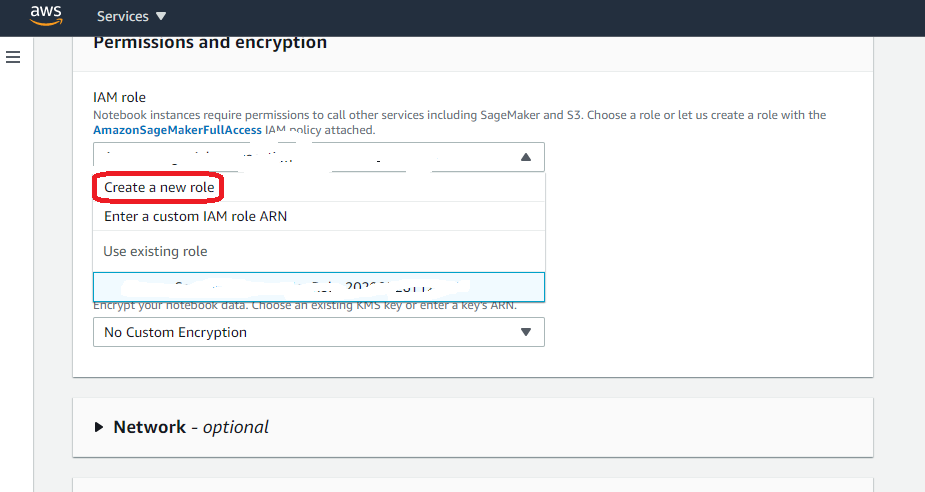 aws
Services
Permissions and encryption
IAM role
Notebook instances require permissions to call other services including SageMaker and S3. Choose a role or let us create a role with the
AmazonSageMakerFullAccess IAM policy attached.
Create a new role
Enter a custom IAM role ARN
Use existing role
Encrypt your notebook data. Choose an existing KMS key or enter a key's ARN.
No Custom Encryption
Network - optional